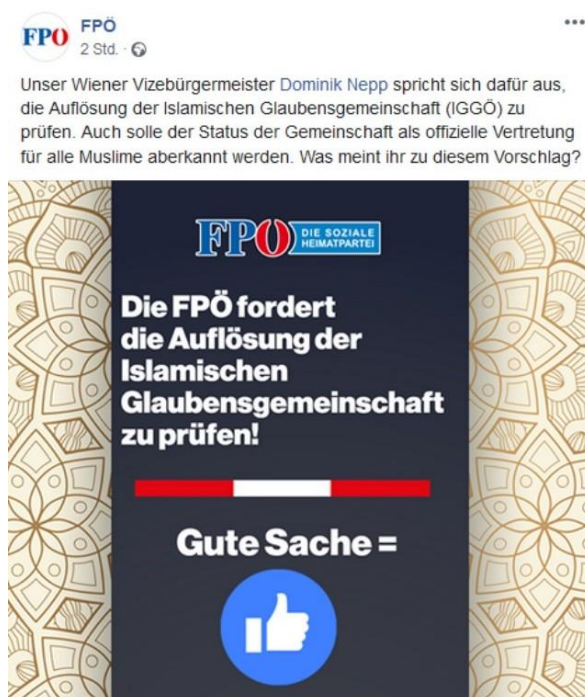 FPÖ
FPÖ
2 Std. ·
Unser Wiener Vizebürgermeister Dominik Nepp spricht sich dafür aus,
die Auflösung der Islamischen Glaubensgemeinschaft (IGGÖ) zu
prüfen. Auch solle der Status der Gemeinschaft als offizielle Vertretung
für alle Muslime aberkannt werden. Was meint ihr zu diesem Vorschlag?
FPÖ DIE SOZIALE
HEIMATPARTEI
Die FPÖ fordert
die Auflösung der
Islamischen
Glaubensgemeinschaft
zu prüfen!
Gute Sache =